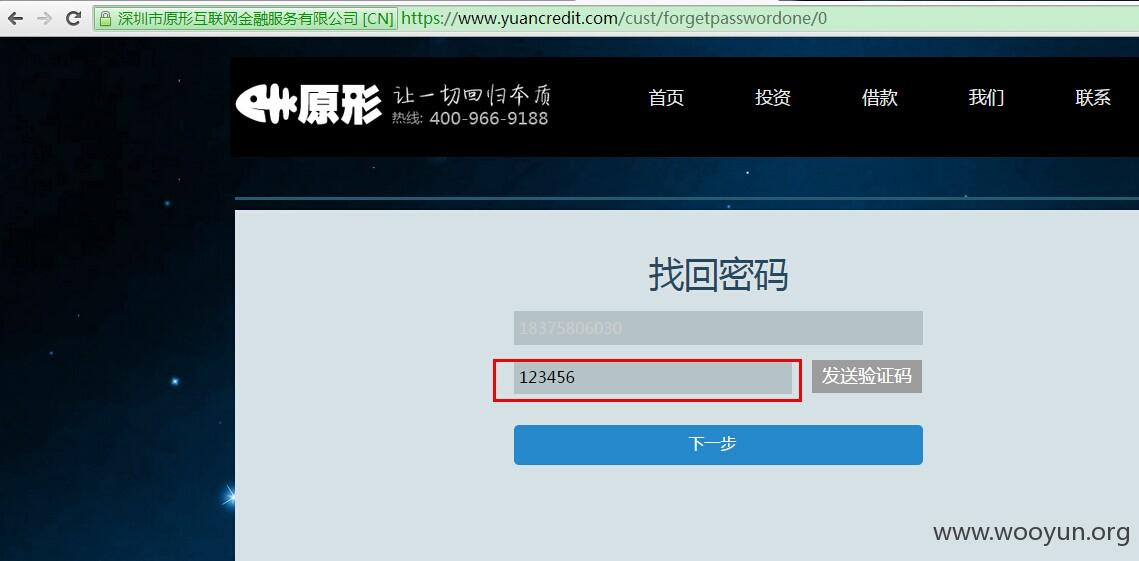 深圳市原形互联网金融服务有限公司 [CN] https://www.yuancredit.com/cust/forgetpasswordone/0
原形 让一切回归本质
热线: 400-966-9188
首页 投资 借款 我们 联系
找回密码
18375806030
123456 发送验证码
下一步
www.wooyun.org